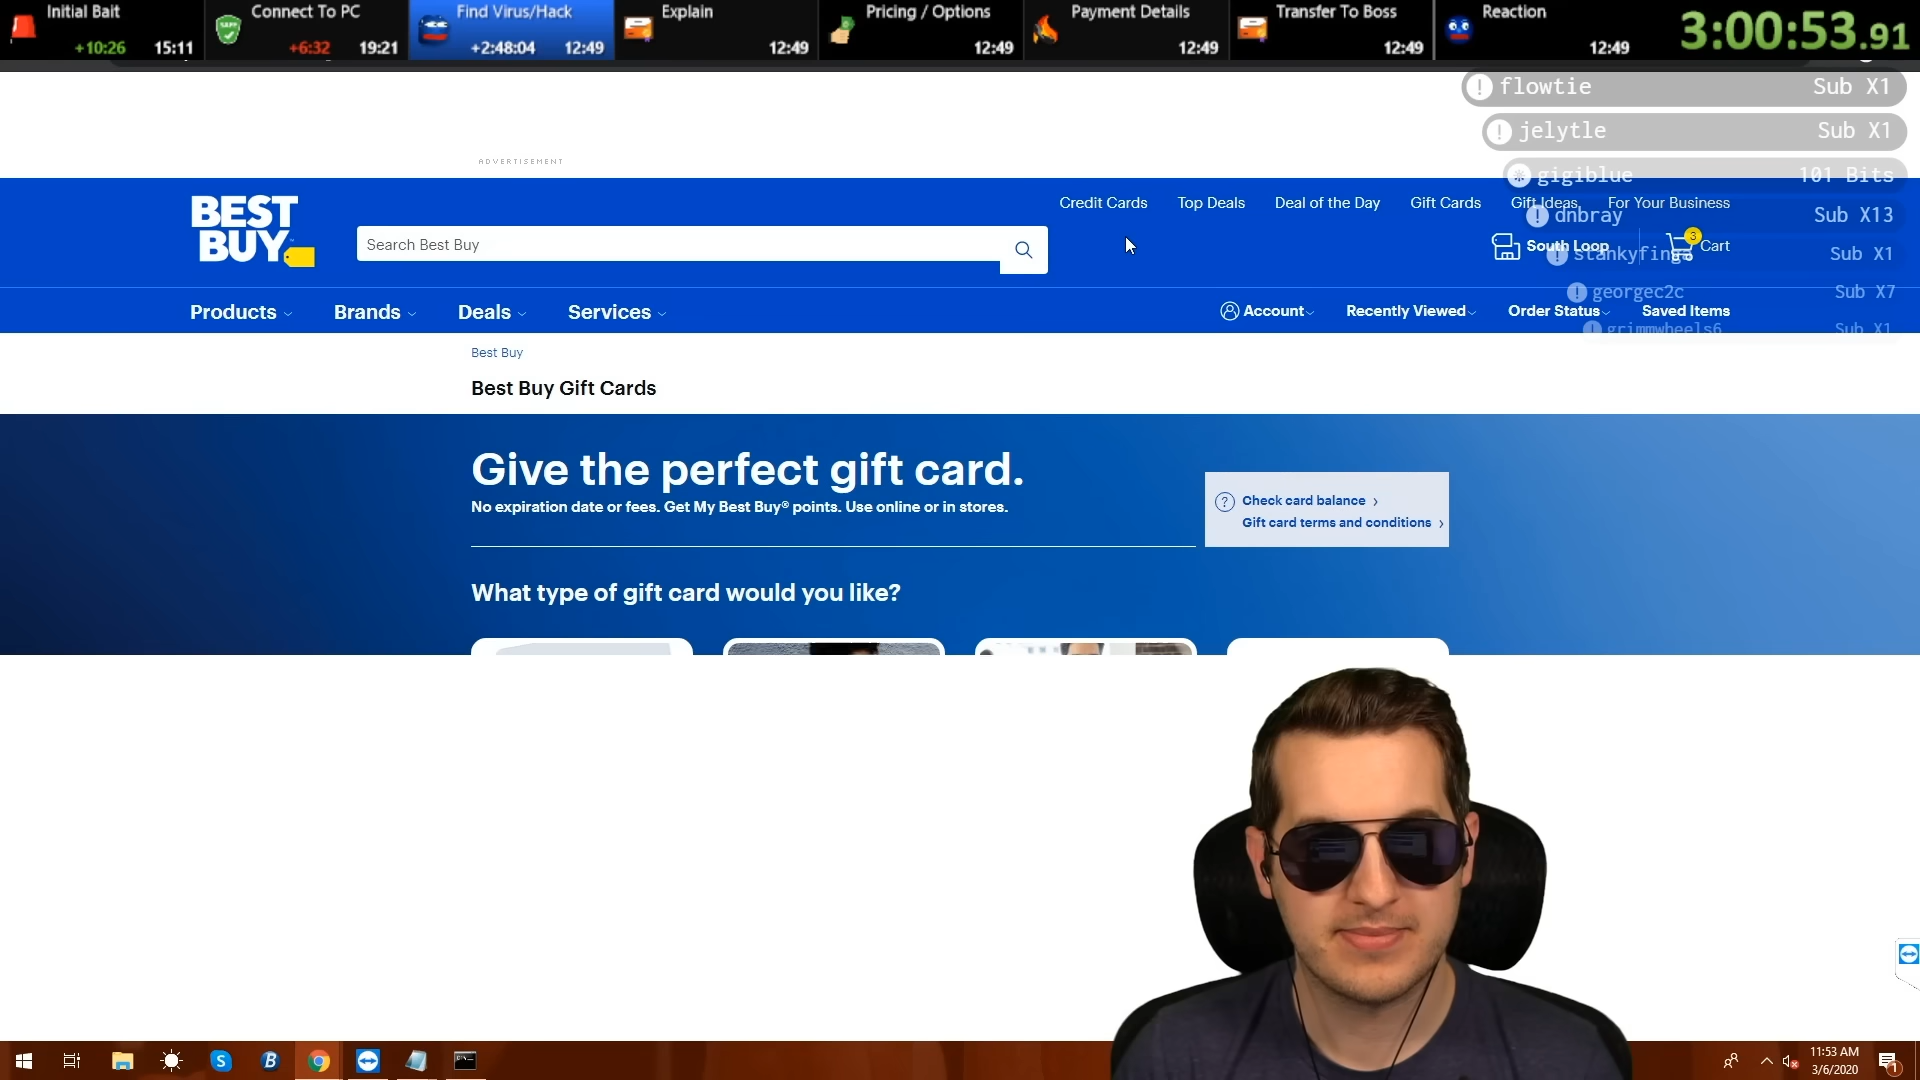 Initial Bait
+10:26 15:11
Connect To PC
+6:32 19:21
Find Virus/Hack
+2:48:04 12:49
Explain
12:49
Pricing / Options
12:49
Payment Details
12:49
Transfer To Boss
12:49
Reaction
12:49
3:00:53.91
flowtie Sub X1
jelytle Sub X1
gigiblue 101 Bits
dnbray Sub X13
Sub X1
georgec2c Sub X7
grimmwheels6 Sub X1
ADVERTISEMENT
BEST
BUY
Search Best Buy
Credit Cards Top Deals Deal of the Day Gift Cards Gift Ideas For Your Business
South Loop 3 Cart
Products Brands Deals Services
Account Recently Viewed Order Status Saved Items
Best Buy
Best Buy Gift Cards
Give the perfect gift card.
No expiration date or fees. Get My Best Buy® points. Use online or in stores.
? Check card balance
Gift card terms and conditions
What type of gift card would you like?
11:53 AM
3/6/2020
1